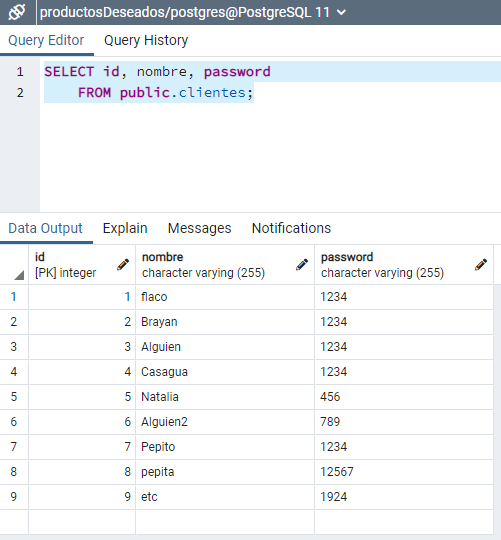 productosDeseados/postgres@PostgreSQL 11
Query Editor Query History
1 SELECT id, nombre, password
2 FROM public.clientes;
Data Output Explain Messages Notifications
id nombre password
[PK] integer character varying (255) character varying (255)
1 1 flaco 1234
2 2 Brayan 1234
3 3 Alguien 1234
4 4 Casagua 1234
5 5 Natalia 456
6 6 Alguien2 789
7 7 Pepito 1234
8 8 pepita 12567
9 9 etc 1924